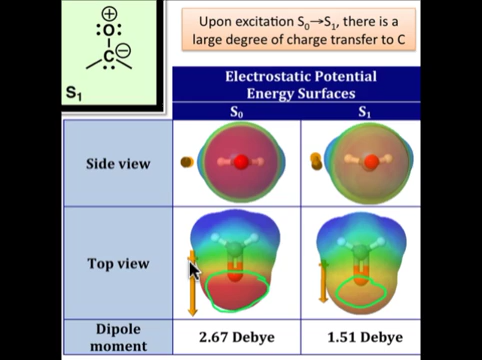 Upon excitation S₀→S₁, there is a
large degree of charge transfer to C
⊕
:O:
C⊖
S₁
Electrostatic Potential
Energy Surfaces
S₀ S₁
Side view
Top view
Dipole
moment
2.67 Debye 1.51 Debye